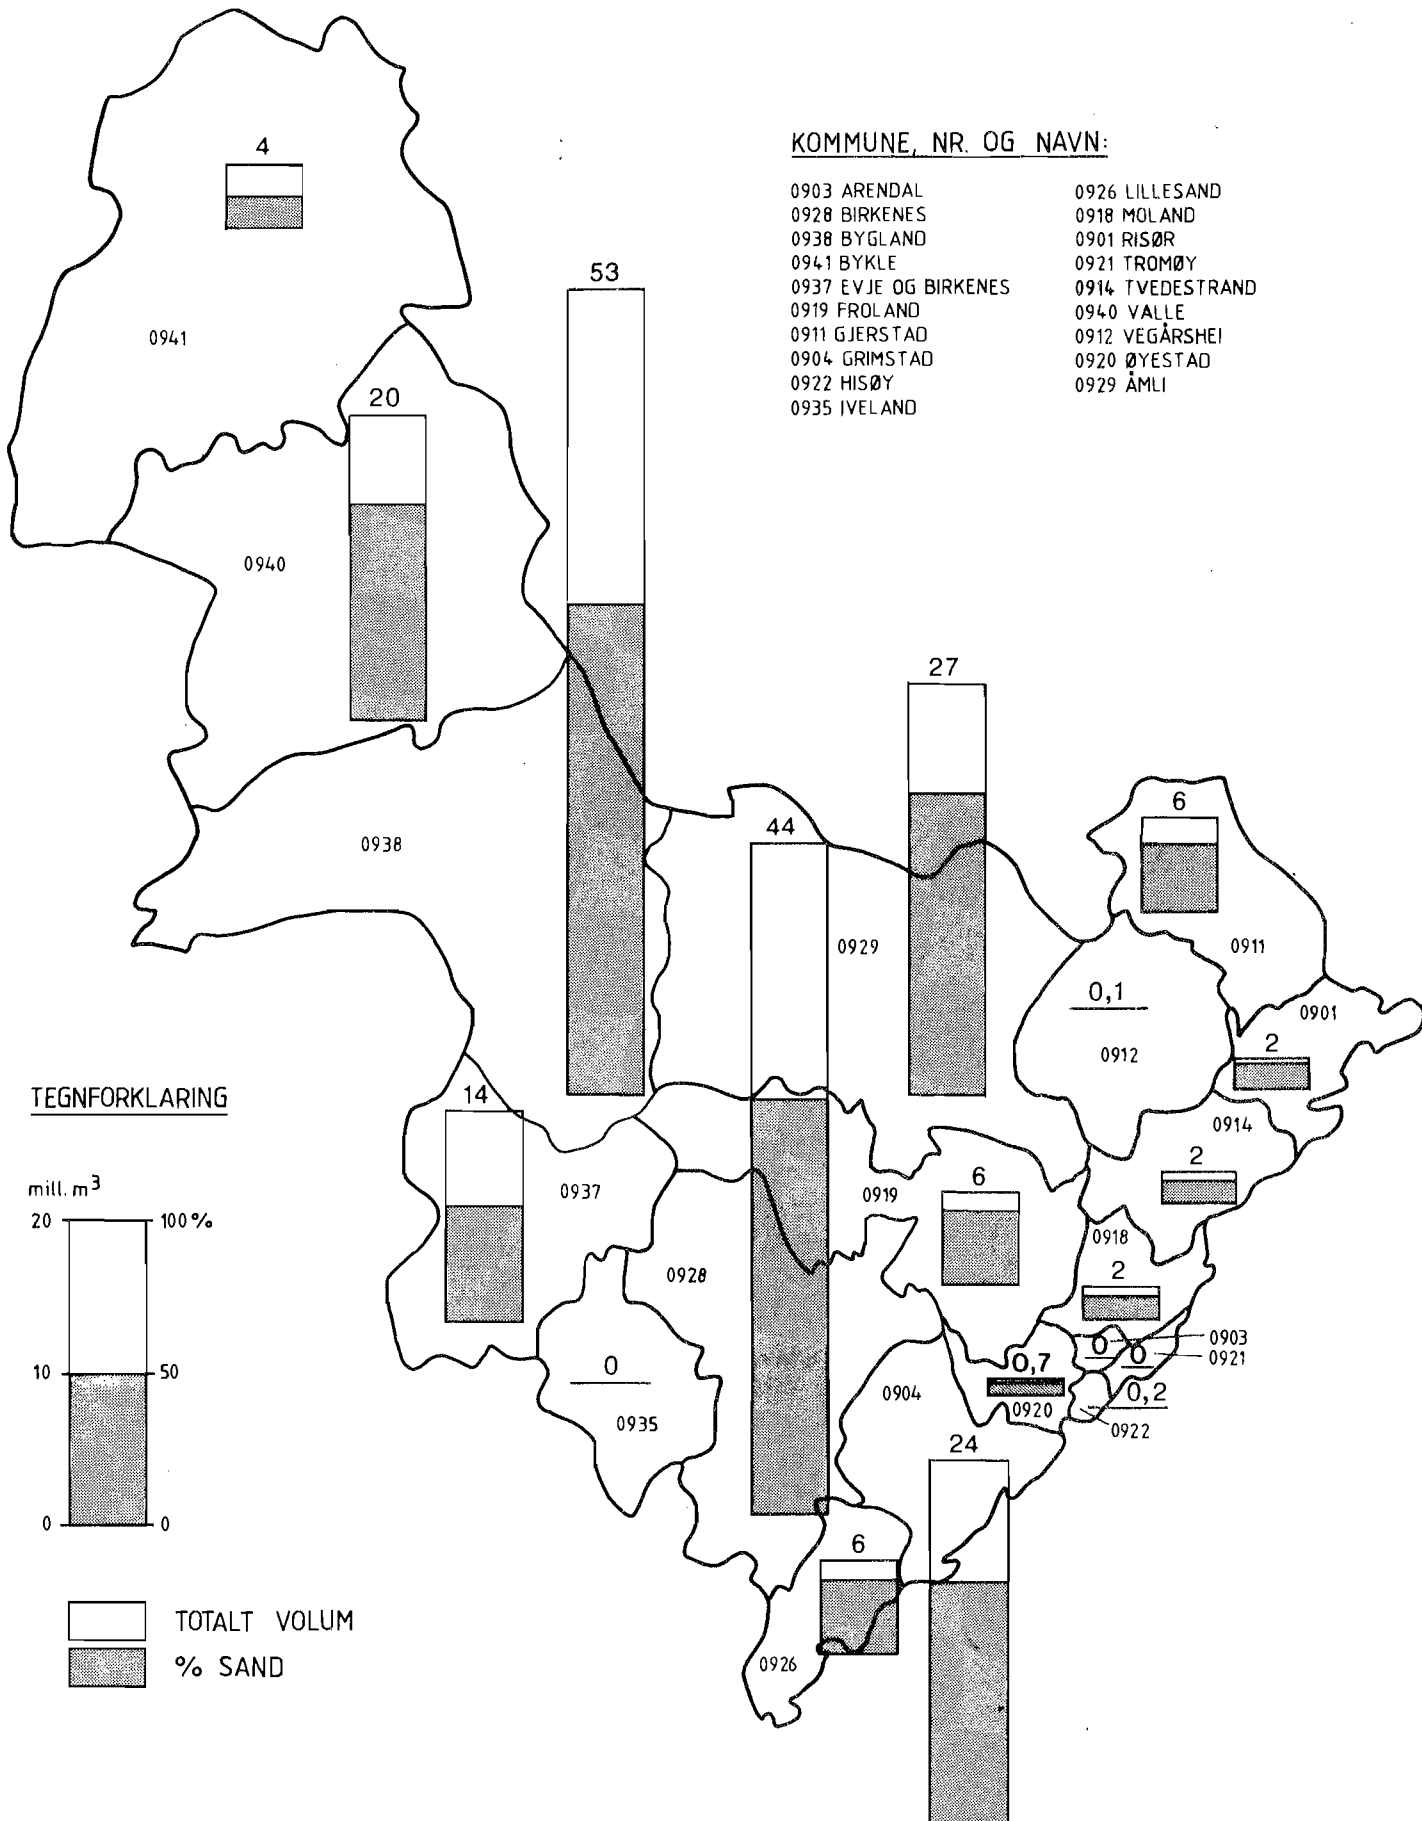 KOMMUNE, NR. OG NAVN:
0903 ARENDAL
0928 BIRKENES
0938 BYGLAND
0941 BYKLE
0937 EVJE OG BIRKENES
0919 FROLAND
0911 GJERSTAD
0904 GRIMSTAD
0922 HISØY
0935 IVELAND
0926 LILLESAND
0918 MOLAND
0901 RISØR
0921 TROMØY
0914 TVEDESTRAND
0940 VALLE
0912 VEGÅRSHEI
0920 ØYESTAD
0929 ÅMLI
4
0941
53
20
0940
27
6
44
0938
0929
0911
0,1
0901
0912
2
14
0914
2
0937
0919
6
0918
0928
2
0903
0
0
0921
0
0,7
0,2
0904
0920
0922
0935
24
6
0926
TEGNFORKLARING
mill. m³
20 100 %
10 50
0 0
TOTALT VOLUM
% SAND